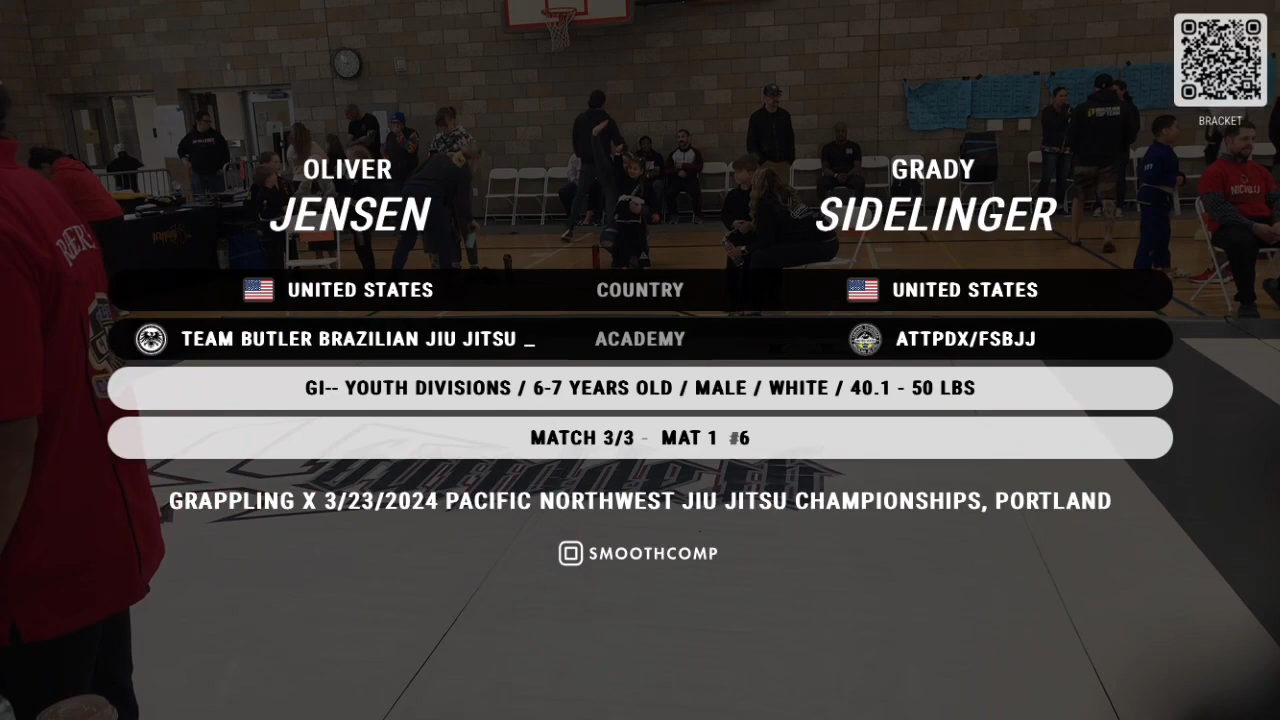 BRACKET
OLIVER
JENSEN
GRADY
SIDELINGER
UNITED STATES COUNTRY UNITED STATES
TEAM BUTLER BRAZILIAN JIU JITSU _ ACADEMY ATTPDX/FSBJJ
GI-- YOUTH DIVISIONS / 6-7 YEARS OLD / MALE / WHITE / 40.1 - 50 LBS
MATCH 3/3 - MAT 1 #6
GRAPPLING X 3/23/2024 PACIFIC NORTHWEST JIU JITSU CHAMPIONSHIPS, PORTLAND
SMOOTHCOMP